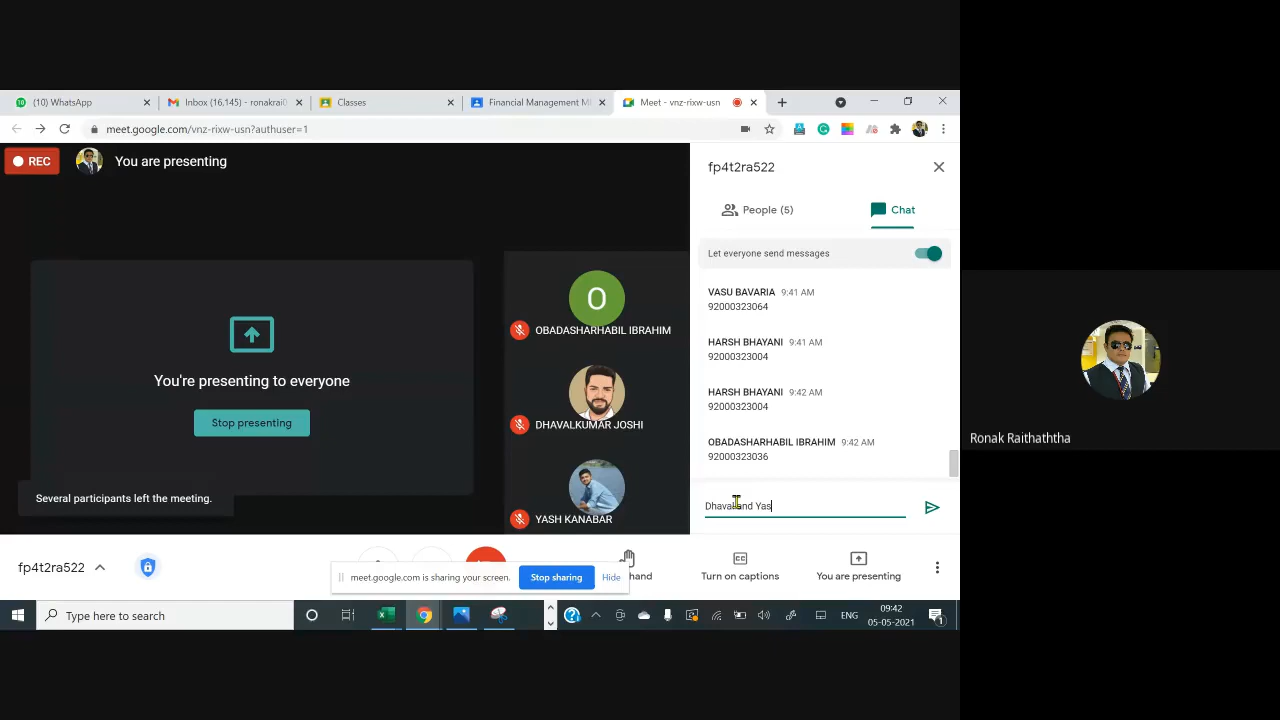 (10) WhatsApp
Inbox (16,145) - ronakrai
Classes
Financial Management M
Meet - vnz-rixw-usn
meet.google.com/vnz-rixw-usn?authuser=1
REC
You are presenting
You're presenting to everyone
Stop presenting
Several participants left the meeting.
O
OBADASHARHABIL IBRAHIM
DHAVALKUMAR JOSHI
YASH KANABAR
fp4t2ra522
People (5)
Chat
Let everyone send messages
VASU BAVARIA 9:41 AM
92000323064
HARSH BHAYANI 9:41 AM
92000323004
HARSH BHAYANI 9:42 AM
92000323004
OBADASHARHABIL IBRAHIM 9:42 AM
92000323036
Dhaval and Yas
Ronak Raithaththa
fp4t2ra522
meet.google.com is sharing your screen.
Stop sharing
Hide
hand
CC
Turn on captions
You are presenting
Type here to search
ENG
09:42
05-05-2021
1